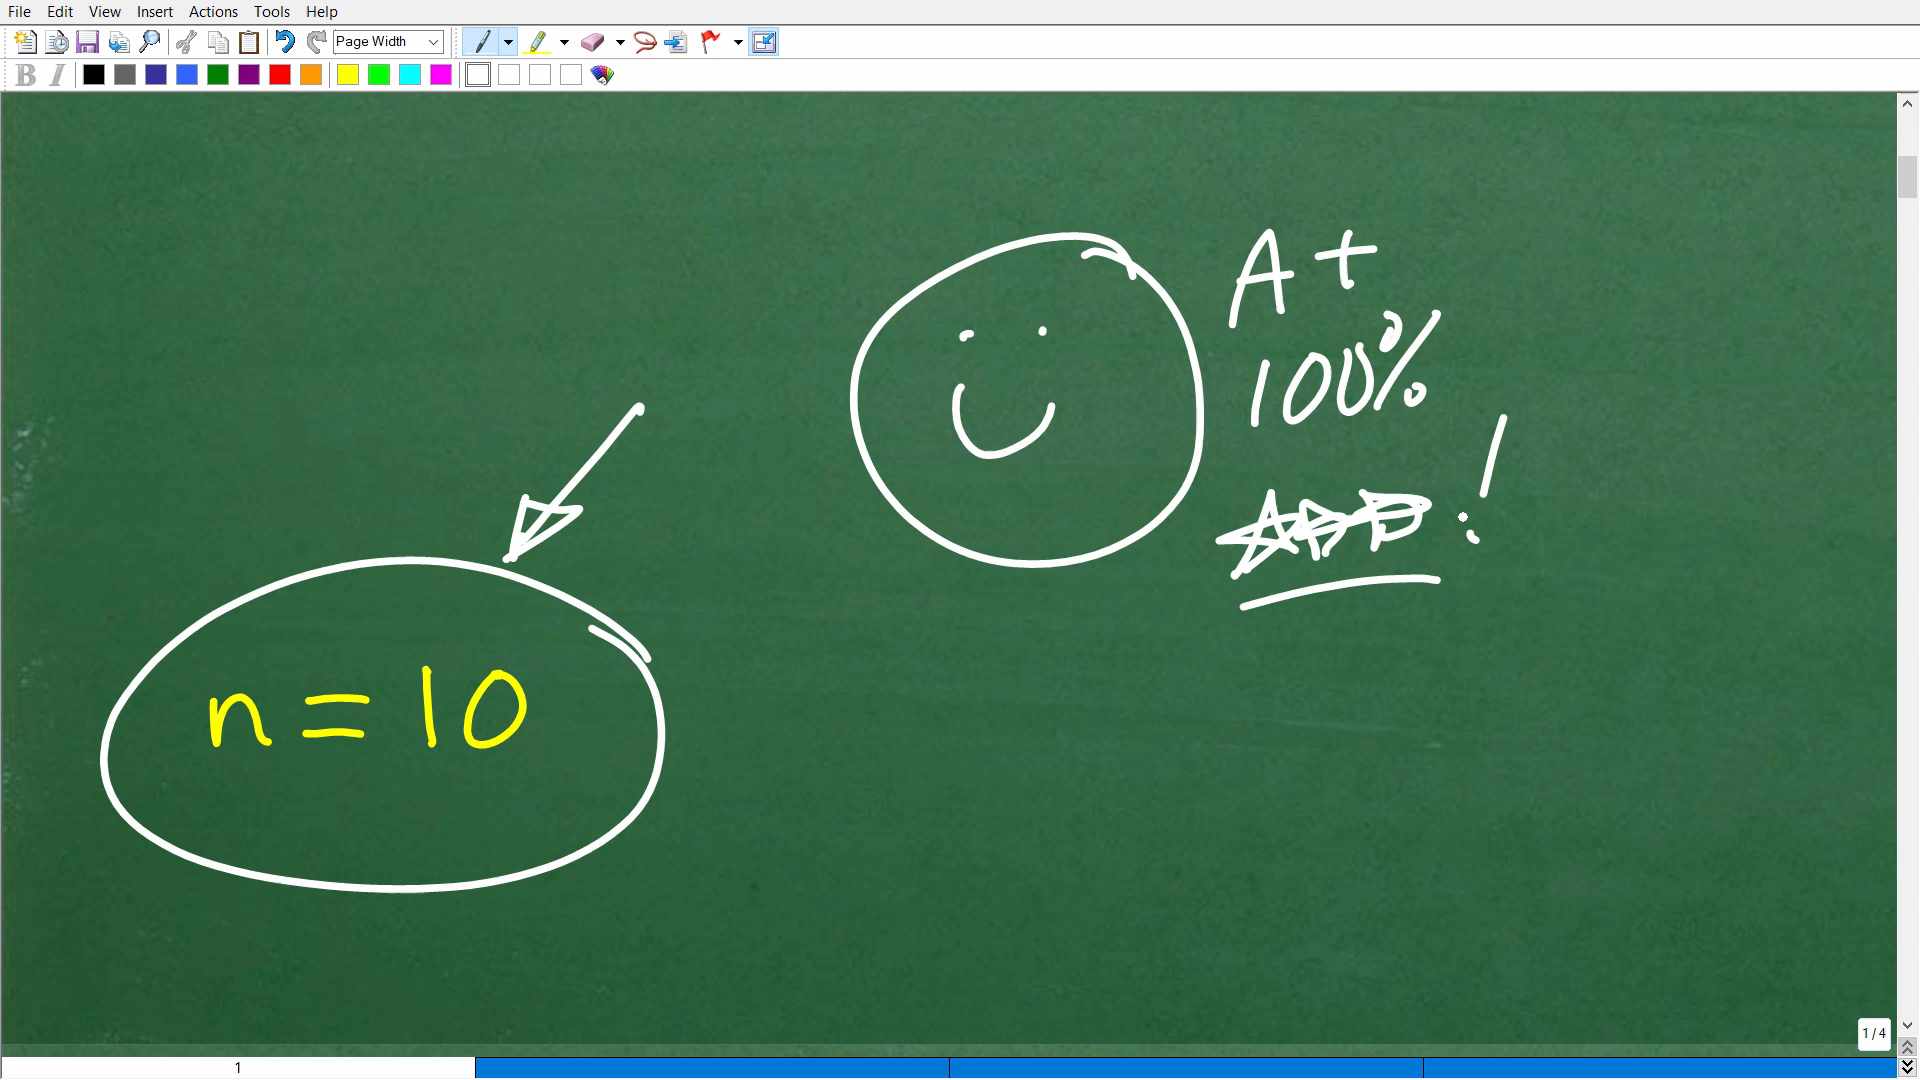 File Edit View Insert Actions Tools Help
Page Width
B I
A+
100%
!
n = 10
1 / 4
1